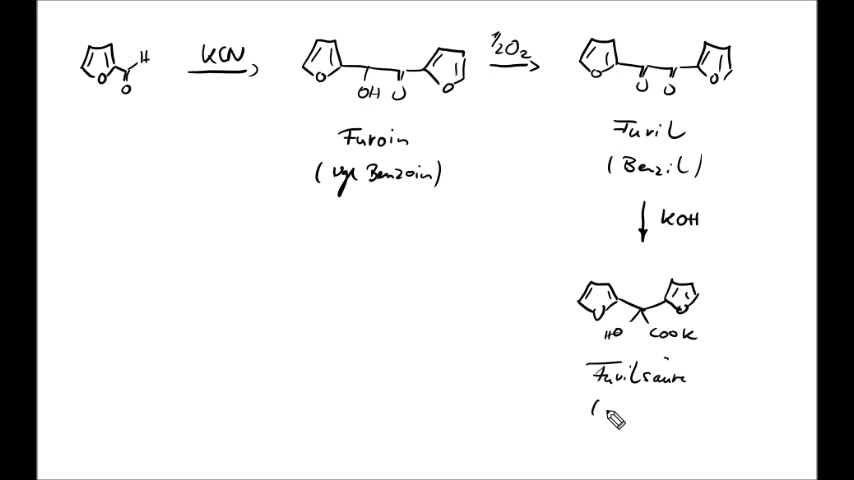 KCN
½O₂
H
O
O
OH
O
O
O
O
O
O
Furoin
(vgl Benzoin)
Furil
(Benzil)
KOH
O
O
HO
COOK
Furilsäure
(